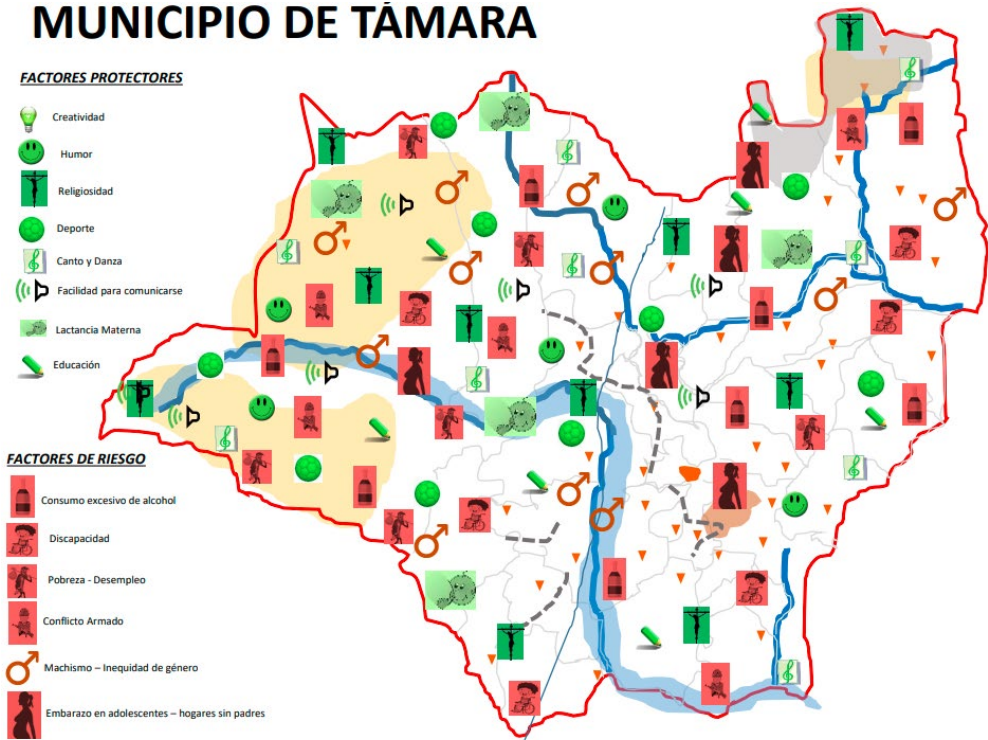 MUNICIPIO DE TÁMARA
FACTORES PROTECTORES
Creatividad
Humor
Religiosidad
Deporte
Canto y Danza
Facilidad para comunicarse
Lactancia Materna
Educación
FACTORES DE RIESGO
Consumo excesivo de alcohol
Discapacidad
Pobreza - Desempleo
Conflicto Armado
Machismo – Inequidad de género
Embarazo en adolescentes – hogares sin padres